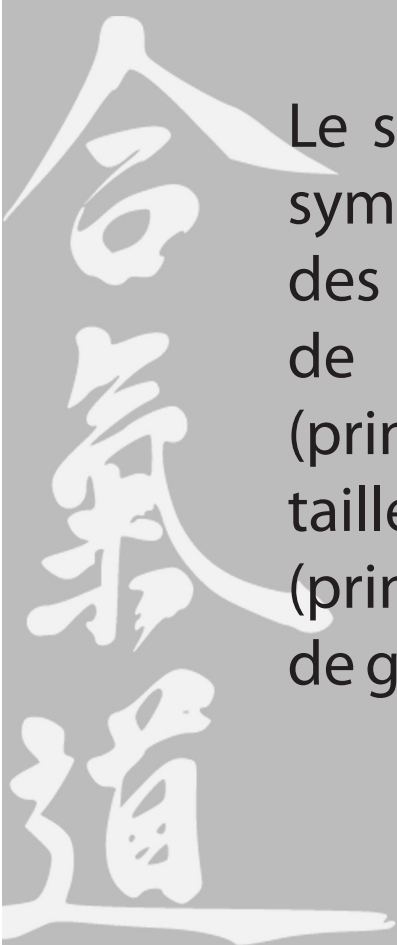 合氣道
Le s
sym
des
de
(prin
taille
(prin
de g